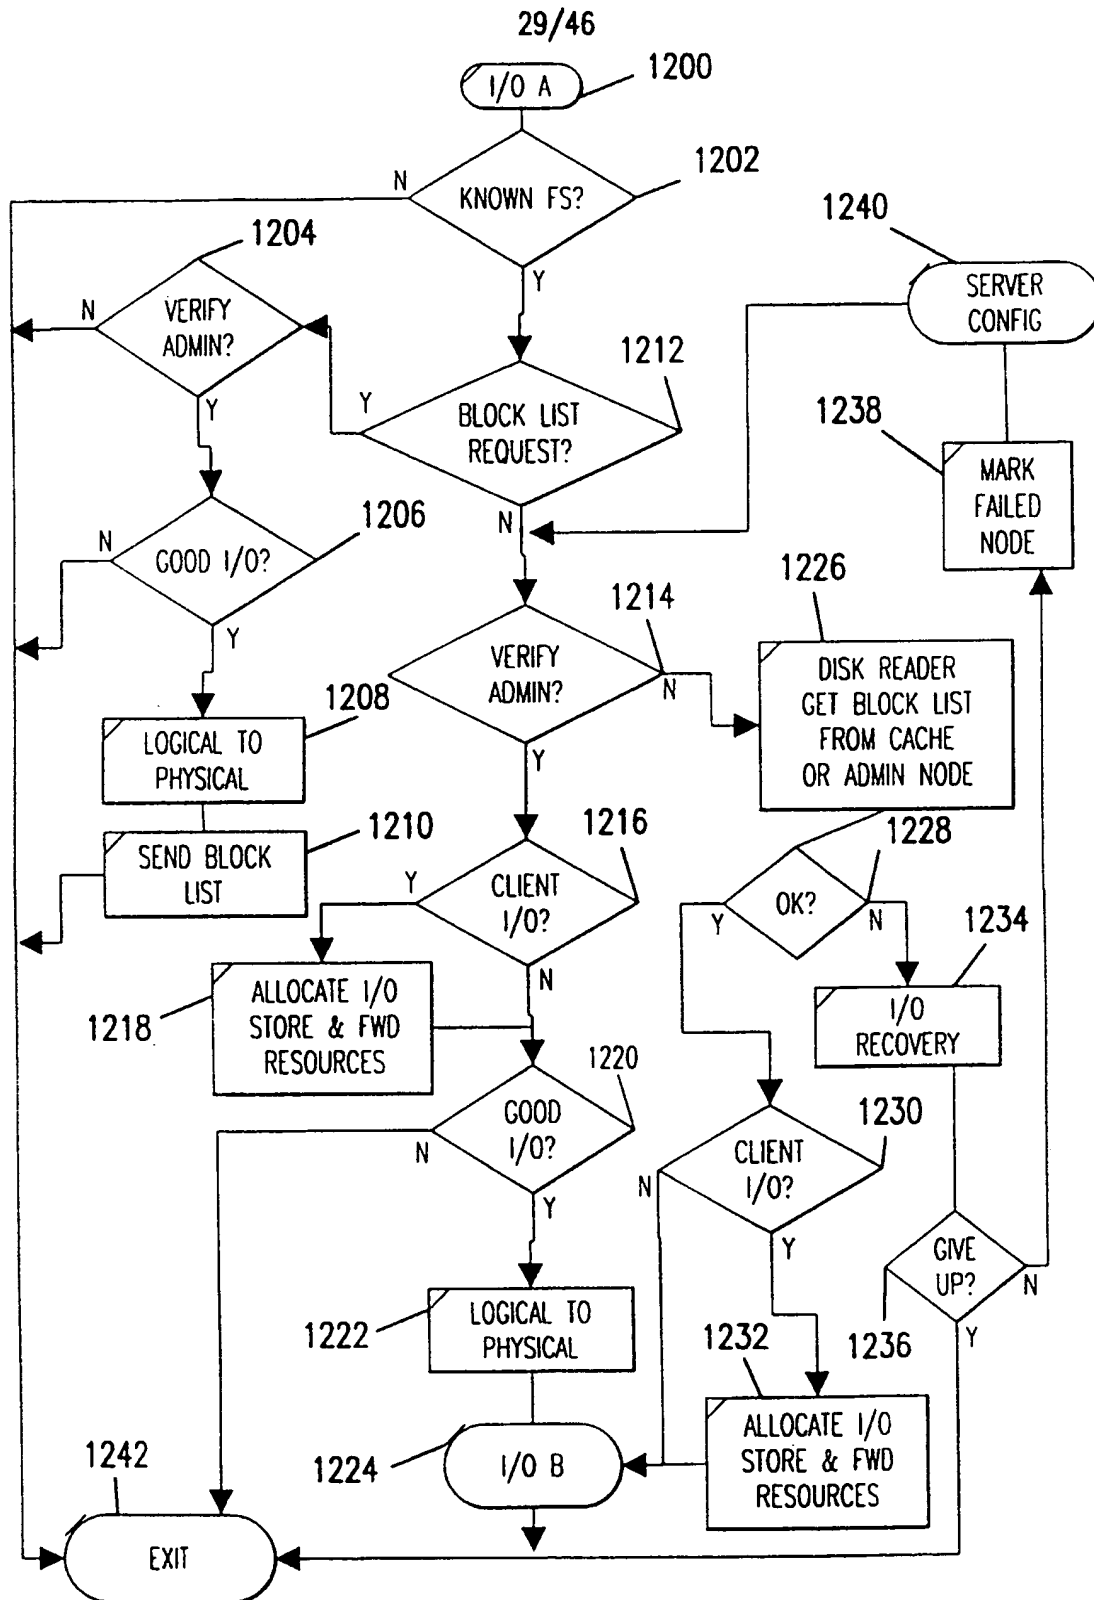 29/46
I/O A
1200
KNOWN FS?
1202
N
Y
1204
VERIFY
ADMIN?
N
Y
1240
SERVER
CONFIG
1212
BLOCK LIST
REQUEST?
Y
N
1238
MARK
FAILED
NODE
1206
GOOD I/O?
N
Y
1214
VERIFY
ADMIN?
N
Y
1226
DISK READER
GET BLOCK LIST
FROM CACHE
OR ADMIN NODE
1208
LOGICAL TO
PHYSICAL
1210
SEND BLOCK
LIST
1216
CLIENT
I/O?
Y
N
1228
OK?
Y
N
1218
ALLOCATE I/O
STORE & FWD
RESOURCES
1234
I/O
RECOVERY
1220
GOOD
I/O?
N
Y
1230
CLIENT
I/O?
N
Y
GIVE
UP?
N
Y
1236
1222
LOGICAL TO
PHYSICAL
1232
ALLOCATE I/O
STORE & FWD
RESOURCES
1224
I/O B
1242
EXIT